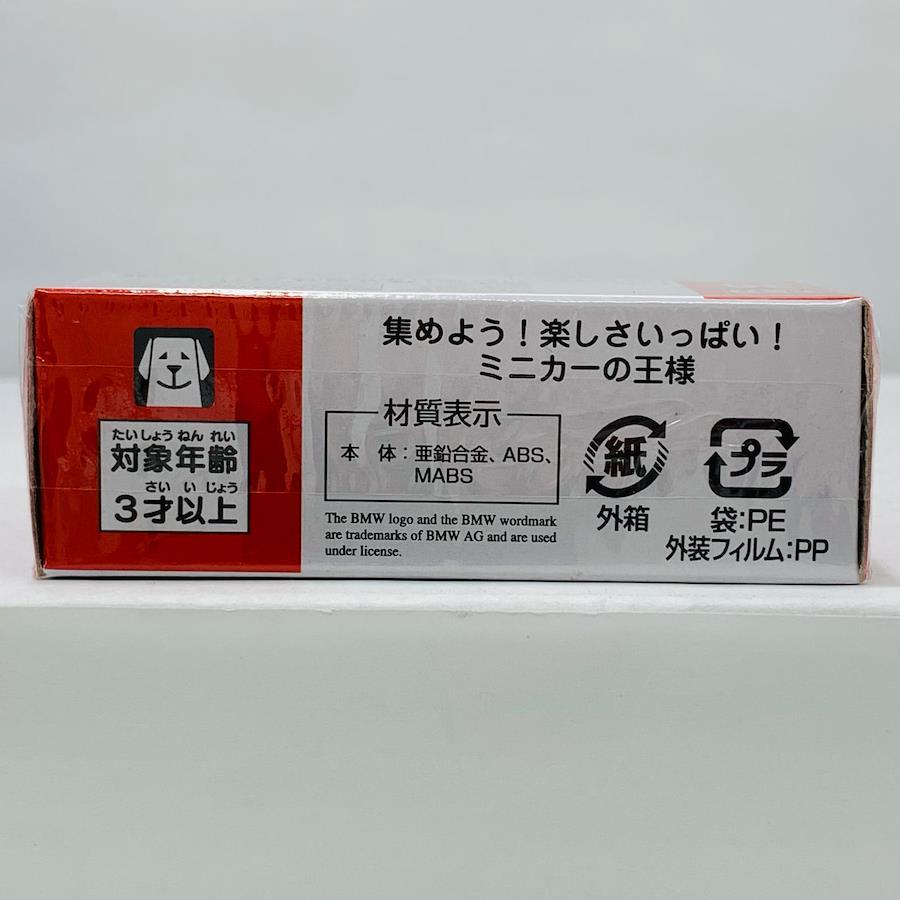 たいしょう ねん れい
対象年齢
さい い じょう
3才以上
集めよう！楽しさいっぱい！
ミニカーの王様
材質表示
本 体：亜鉛合金、ABS、
MABS
The BMW logo and the BMW wordmark
are trademarks of BMW AG and are used
under license.
紙
外箱
プラ
袋：PE
外装フィルム：PP